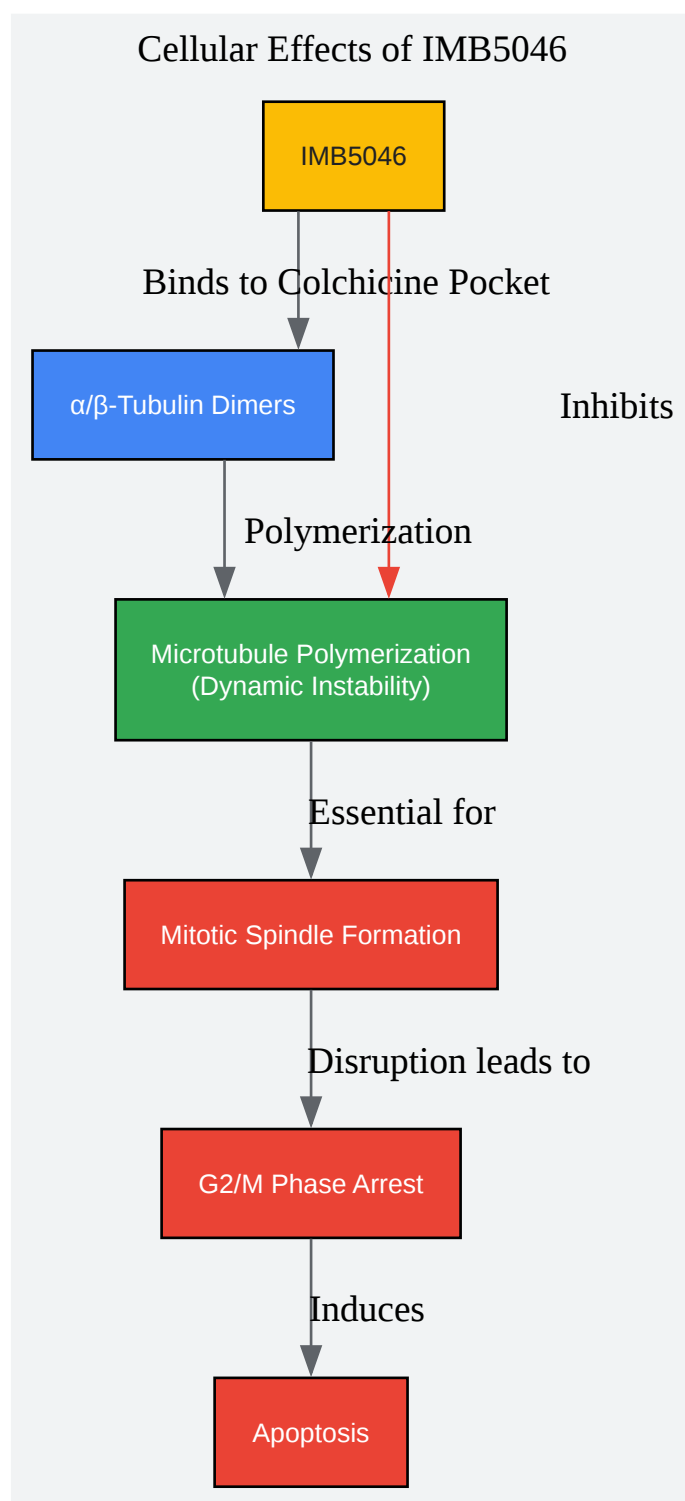 Cellular Effects of IMB5046
IMB5046
Binds to Colchicine Pocket
α/β-Tubulin Dimers
Inhibits
Polymerization
Microtubule Polymerization
(Dynamic Instability)
Essential for
Mitotic Spindle Formation
Disruption leads to
G2/M Phase Arrest
Induces
Apoptosis